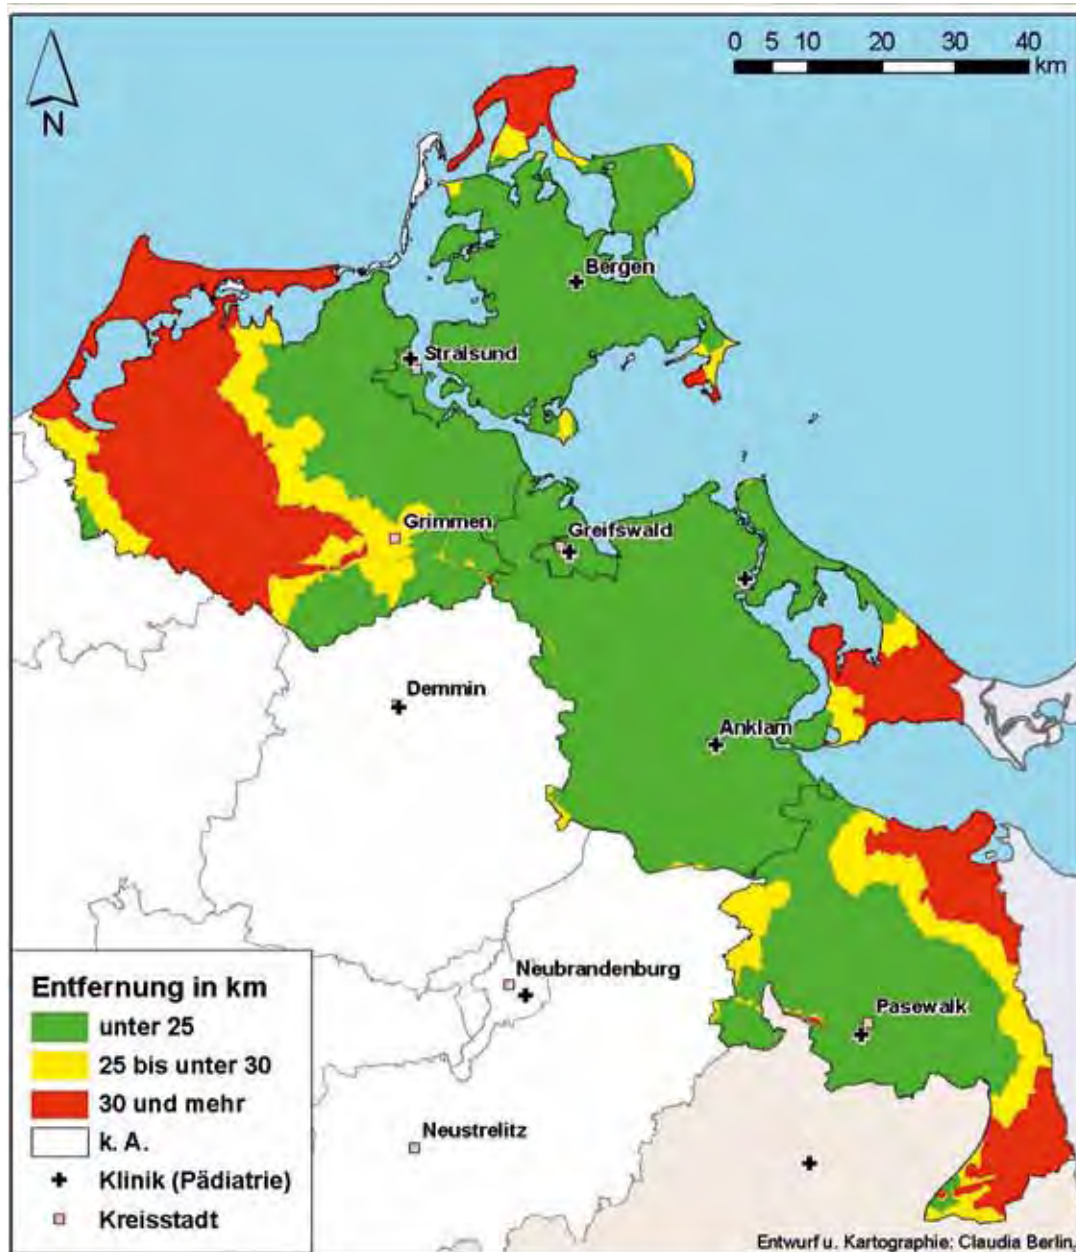 0 5 10 20 30 40
km
N
Bergen
Stralsund
Grimmen
Greifswald
Demmin
Anklam
Neubrandenburg
Pasewalk
Neustrelitz
Entfernung in km
unter 25
25 bis unter 30
30 und mehr
k. A.
Klinik (Pädiatrie)
Kreisstadt
Entwurf u. Kartographie: Claudia Berlin.